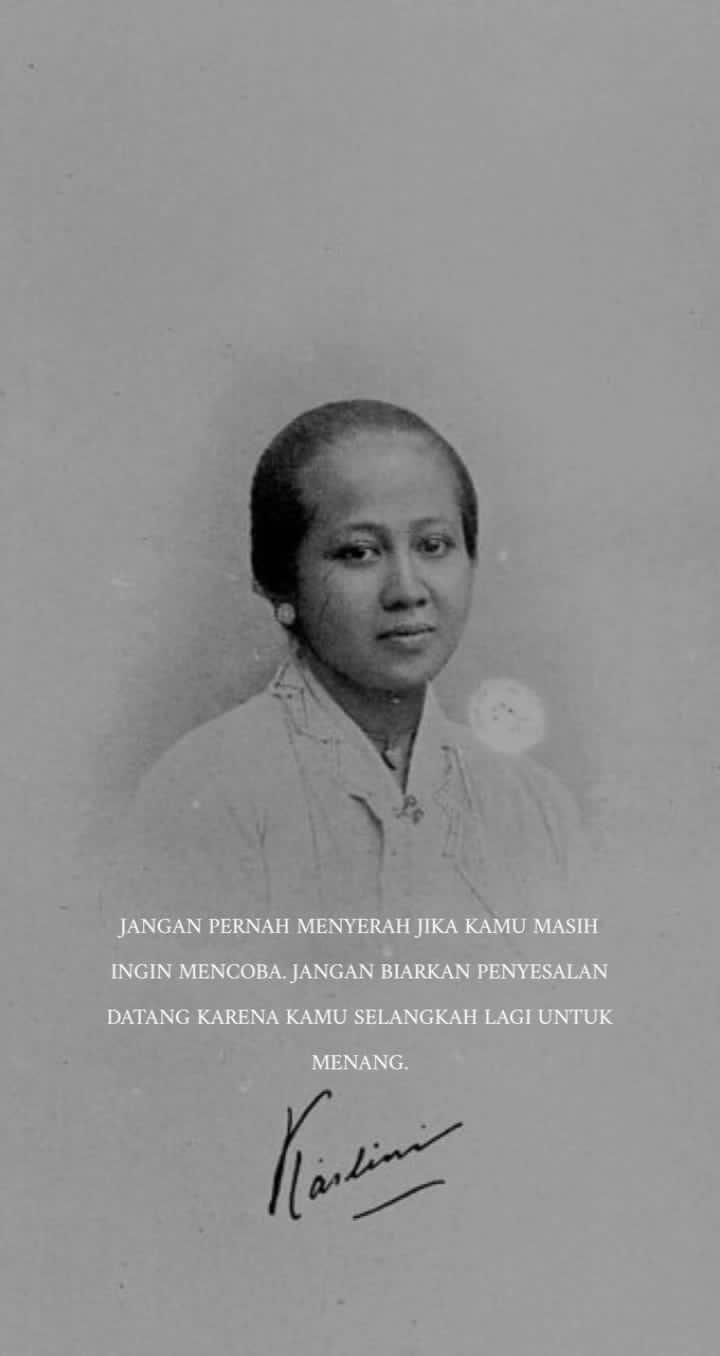 JANGAN PERNAH MENYERAH JIKA KAMU MASIH
INGIN MENCOBA. JANGAN BIARKAN PENYESALAN
DATANG KARENA KAMU SELANGKAH LAGI UNTUK
MENANG.
Kartini